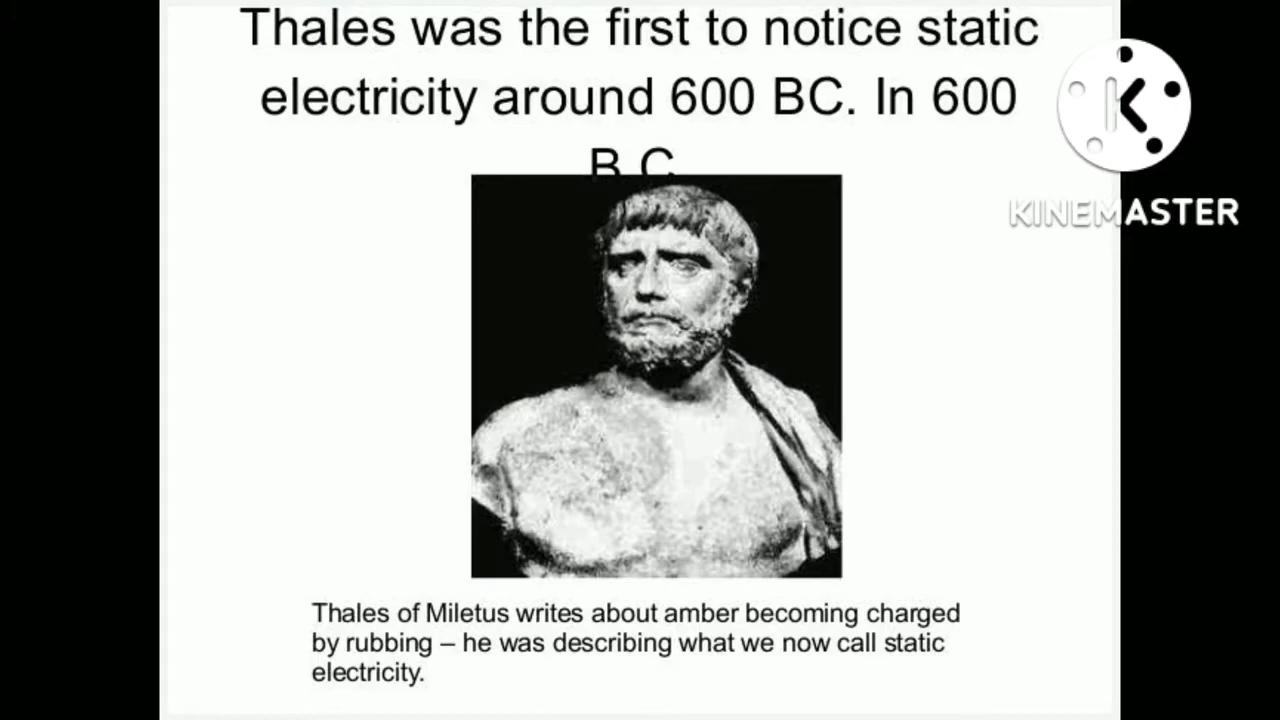 Thales was the first to notice static
electricity around 600 BC. In 600
B.C.
KINEMASTER
Thales of Miletus writes about amber becoming charged
by rubbing – he was describing what we now call static
electricity.